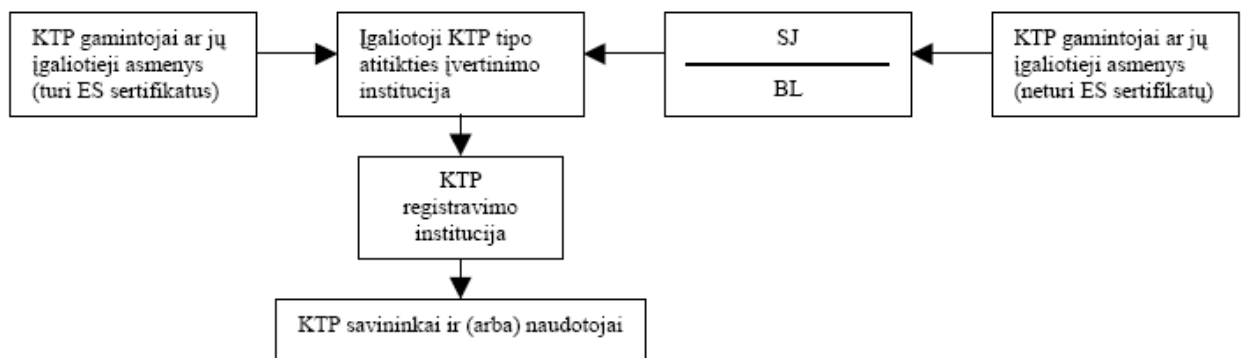 KTP gamintojai ar jų
įgaliotieji asmenys
(turi ES sertifikatus)
Įgaliotoji KTP tipo
atitikties įvertinimo
institucija
SJ
BL
KTP gamintojai ar jų
įgaliotieji asmenys
(neturi ES sertifikatų)
KTP
registravimo
institucija
KTP savininkai ir (arba) naudotojai